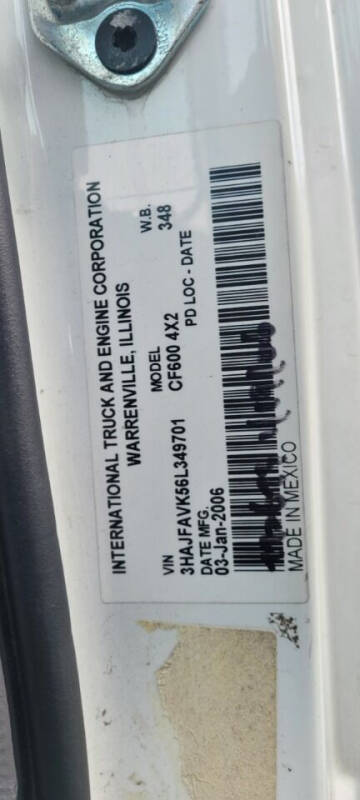 INTERNATIONAL TRUCK AND ENGINE CORPORATION
WARRENVILLE, ILLINOIS
VIN MODEL W.B.
3HAJFAVK56L349701 CF600 4X2 348
DATE MFG. PD LOC - DATE
03-Jan-2006
MADE IN MEXICO